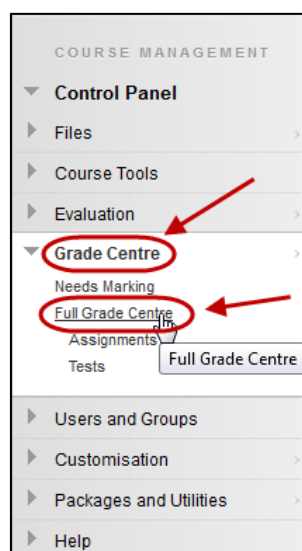 COURSE MANAGEMENT
Control Panel
Files
Course Tools
Evaluation
Grade Centre
Needs Marking
Full Grade Centre
Assignments
Full Grade Centre
Tests
Users and Groups
Customisation
Packages and Utilities
Help